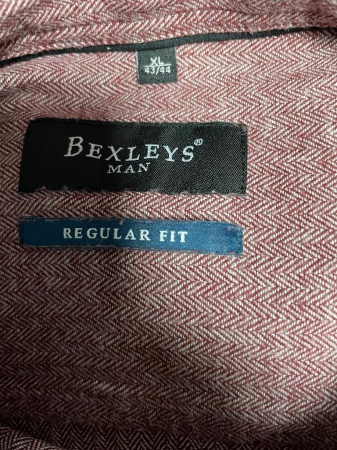 XL
43/44
BEXLEYS®
MAN
REGULAR FIT